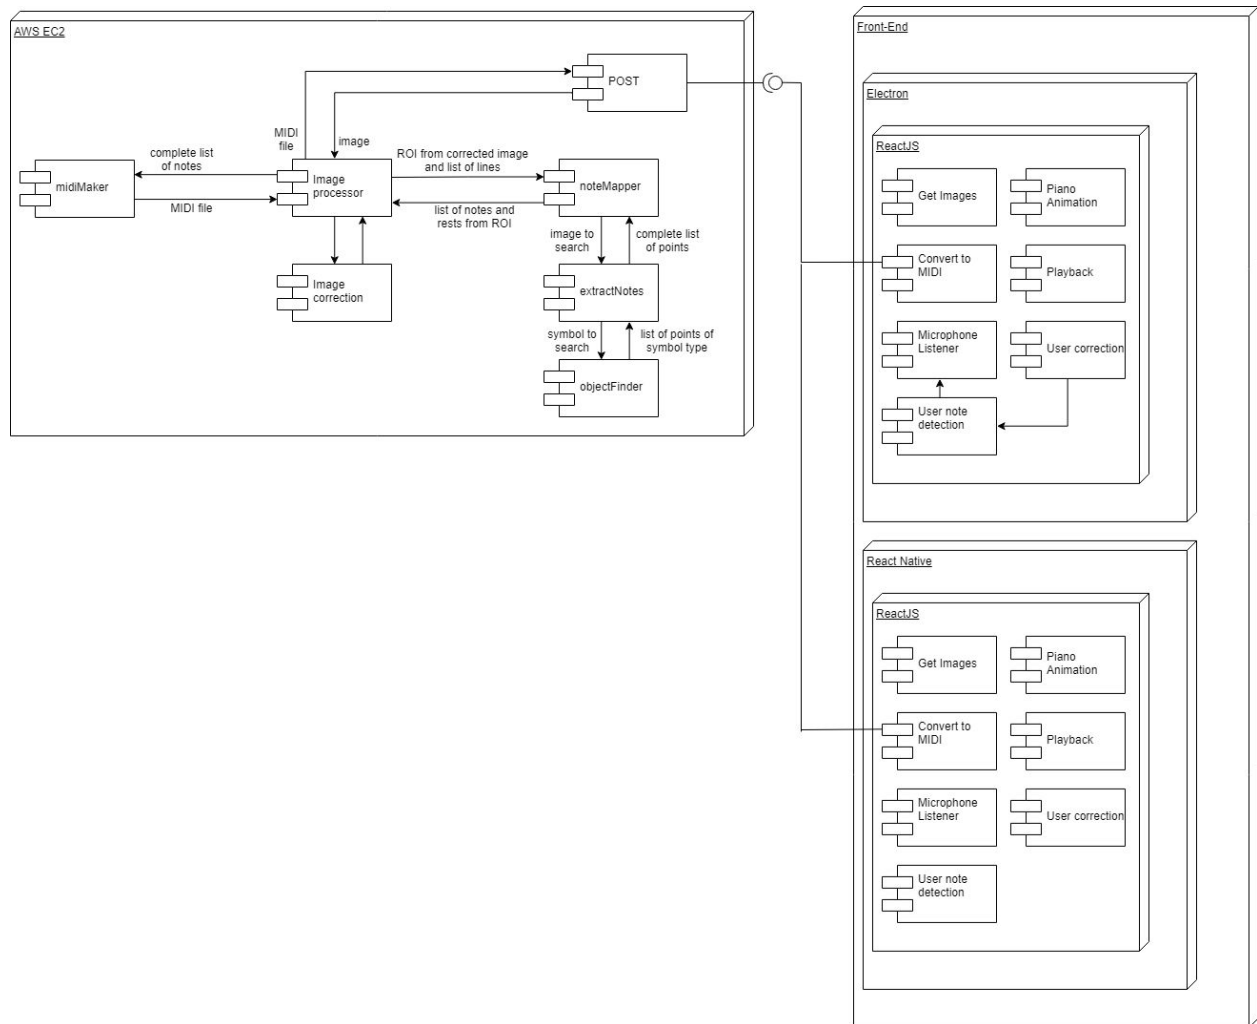 AWS EC2
POST
MIDI
file
image
complete list
of notes
midiMaker
MIDI file
Image
processor
ROI from corrected image
and list of lines
noteMapper
list of notes and
rests from ROI
image to
search
complete list
of points
Image
correction
extractNotes
symbol to
search
list of points of
symbol type
objectFinder
Front-End
Electron
ReactJS
Get Images
Piano
Animation
Convert to
MIDI
Playback
Microphone
Listener
User correction
User note
detection
React Native
ReactJS
Get Images
Piano
Animation
Convert to
MIDI
Playback
Microphone
Listener
User correction
User note
detection